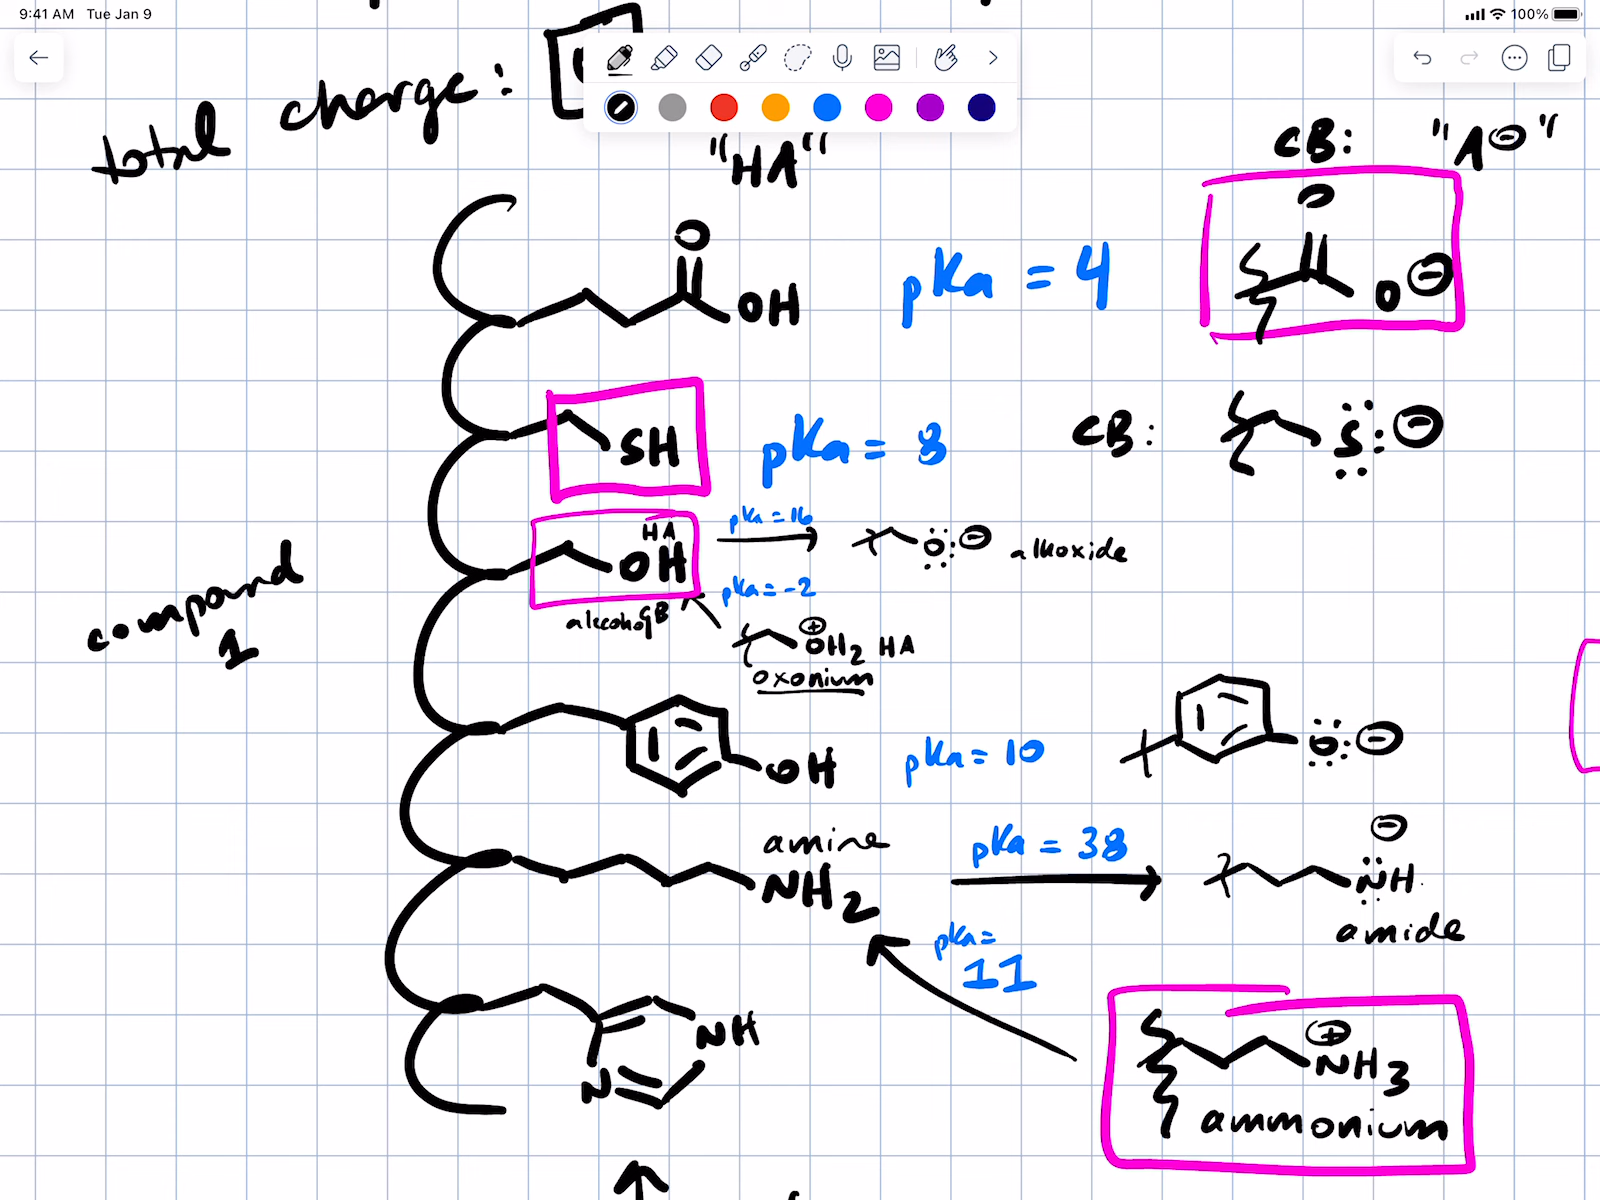 9:41 AM Tue Jan 9
100%
total charge:
"HA"
CB: "A⊖"
O
OH
pKa = 4
O
O⊖
SH
pKa = 8
CB:
S:⊖
HA
OH
pKa = 16
O:⊖
alkoxide
pKa = -2
CB
⊕
OH2 HA
oxonium
compound
1
OH
pKa = 10
O:⊖
amine
NH2
pKa = 38
⊖
NH
amide
pKa =
11
NH
N
⊕
NH3
ammonium